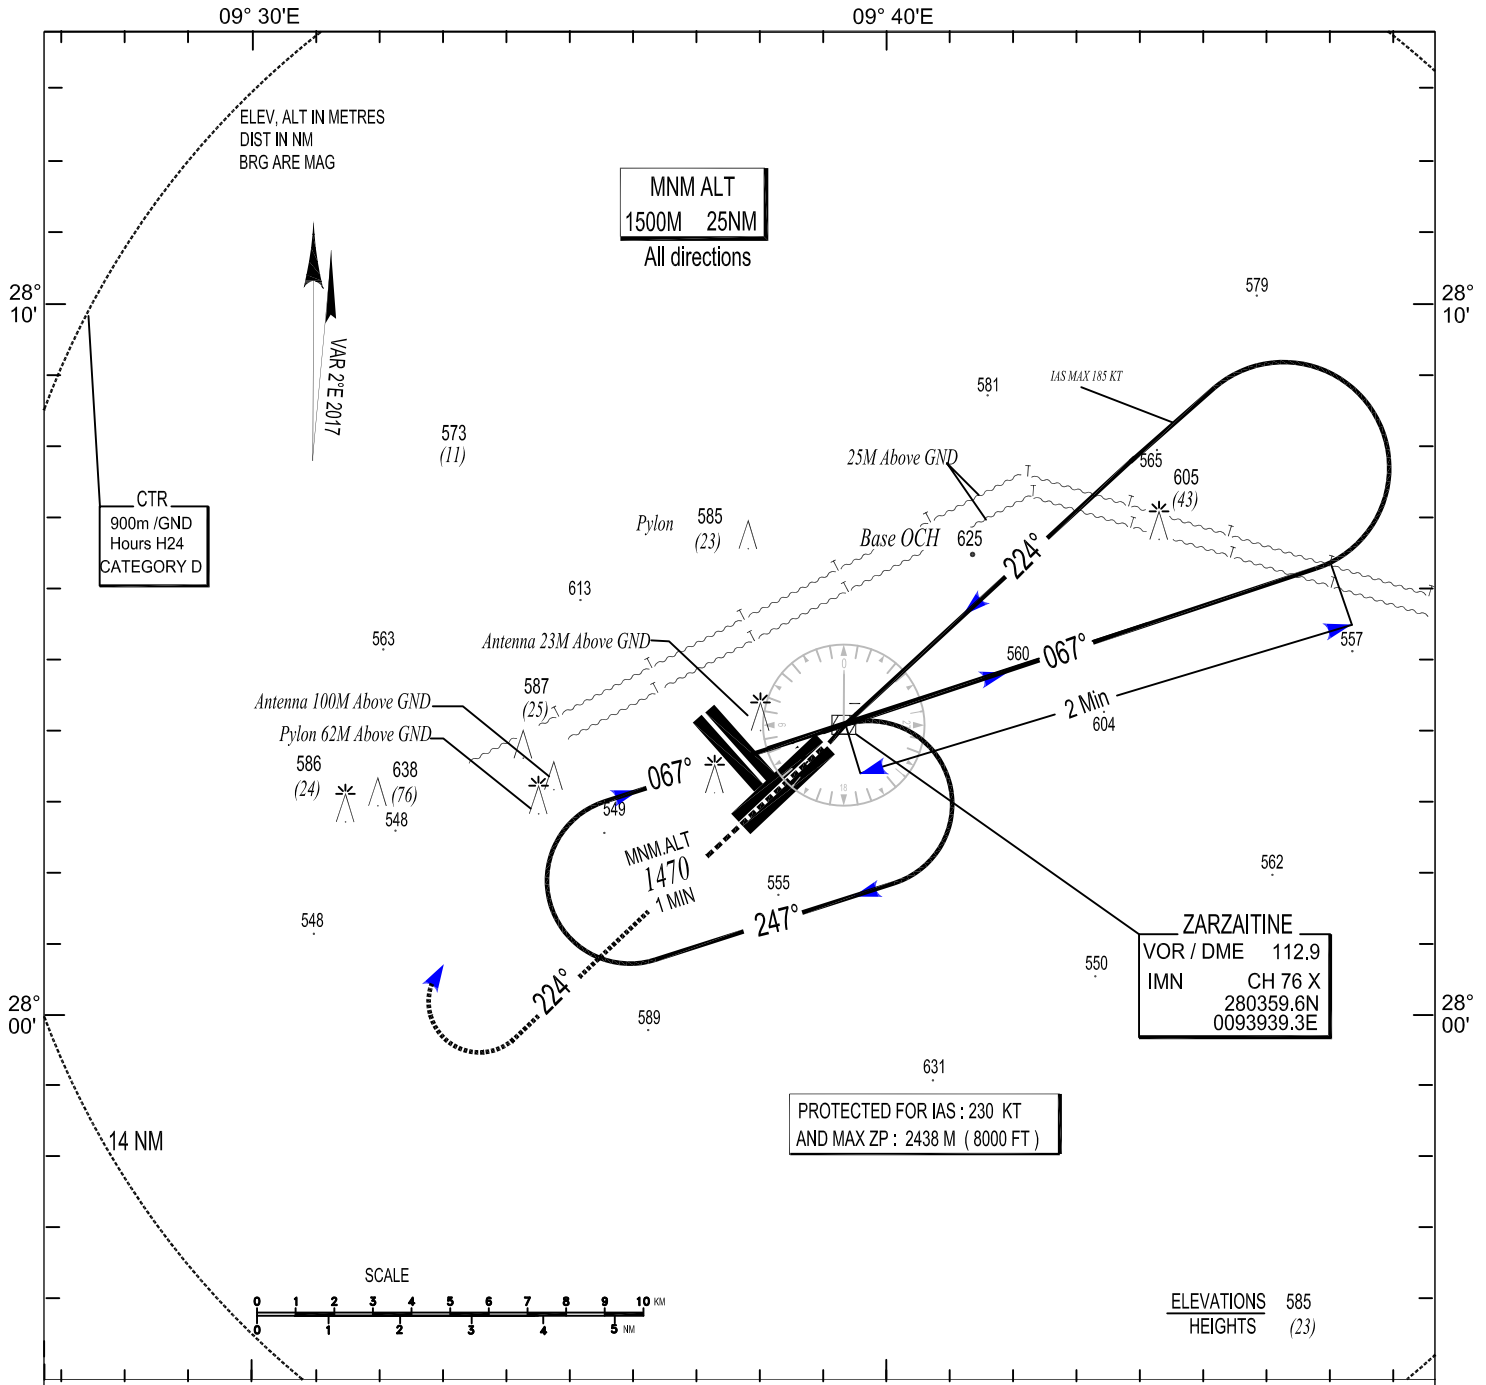 09° 30'E
09° 40'E
ELEV, ALT IN METRES
DIST IN NM
BRG ARE MAG
MNM ALT
1500M 25NM
All directions
VAR 2°E 2017
28°
10'
28°
10'
579
581
IAS MAX 185 KT
573
(11)
25M Above GND
565
605
(43)
CTR
900m /GND
Hours H24
CATEGORY D
Pylon
585
(23)
Base OCH 625
224°
613
563
Antenna 23M Above GND
560
067°
557
2 Min
604
587
(25)
Antenna 100M Above GND
Pylon 62M Above GND
586
(24)
638
(76)
548
067°
549
0
18
MNM.ALT
1470
1 MIN
555
247°
562
548
224°
550
589
ZARZAITINE
VOR / DME 112.9
IMN CH 76 X
280359.6N
0093939.3E
28°
00'
28°
00'
631
PROTECTED FOR IAS : 230 KT
AND MAX ZP : 2438 M ( 8000 FT )
14 NM
SCALE
0 1 2 3 4 5 6 7 8 9 10 KM
0 1 2 3 4 5 NM
ELEVATIONS 585
HEIGHTS (23)